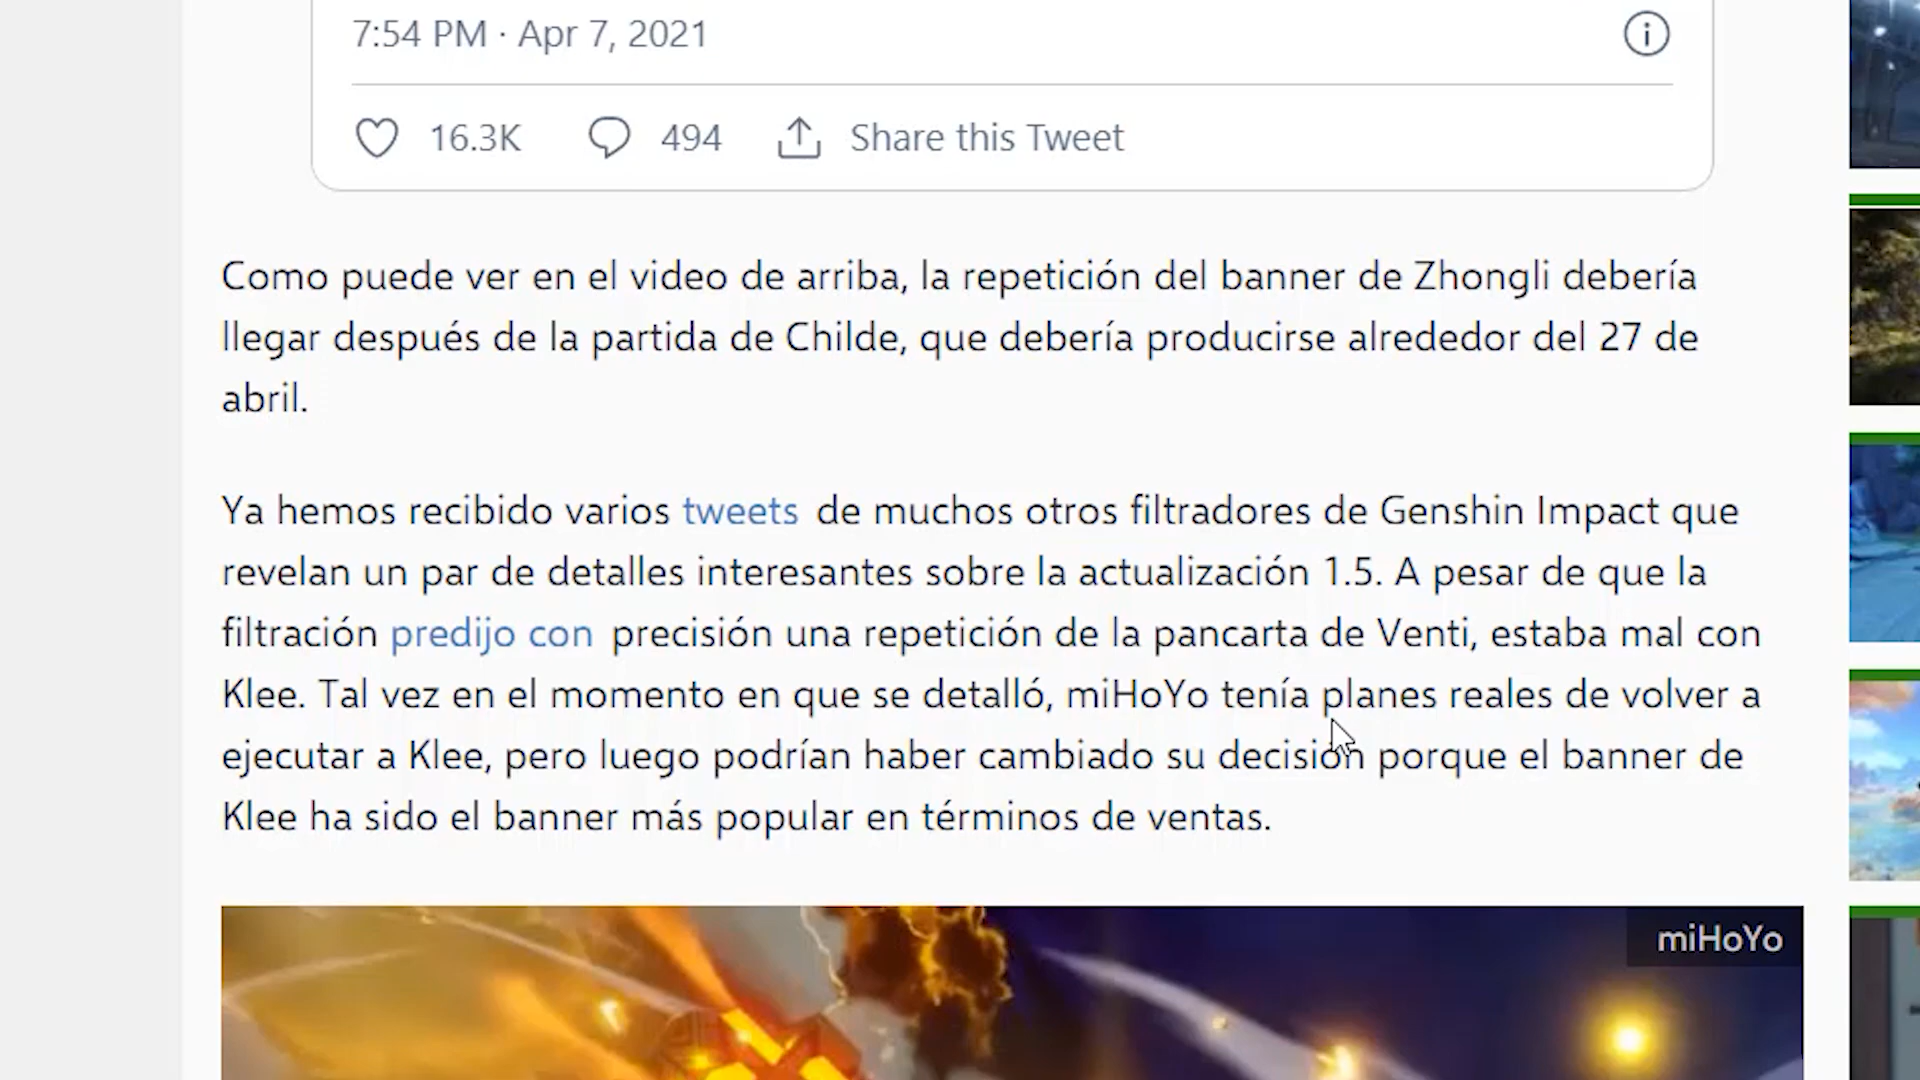 7:54 PM · Apr 7, 2021
16.3K 494 Share this Tweet
Como puede ver en el video de arriba, la repetición del banner de Zhongli debería
llegar después de la partida de Childe, que debería producirse alrededor del 27 de
abril.
Ya hemos recibido varios tweets de muchos otros filtradores de Genshin Impact que
revelan un par de detalles interesantes sobre la actualización 1.5. A pesar de que la
filtración predijo con precisión una repetición de la pancarta de Venti, estaba mal con
Klee. Tal vez en el momento en que se detalló, miHoYo tenía planes reales de volver a
ejecutar a Klee, pero luego podrían haber cambiado su decisión porque el banner de
Klee ha sido el banner más popular en términos de ventas.
miHoYo